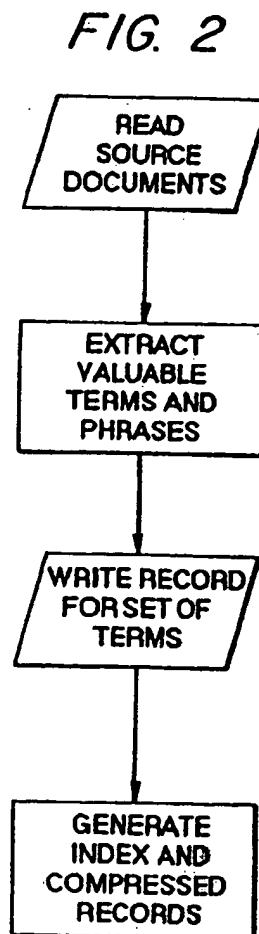 FIG. 2
READ
SOURCE
DOCUMENTS
EXTRACT
VALUABLE
TERMS AND
PHRASES
WRITE RECORD
FOR SET OF
TERMS
GENERATE
INDEX AND
COMPRESSED
RECORDS